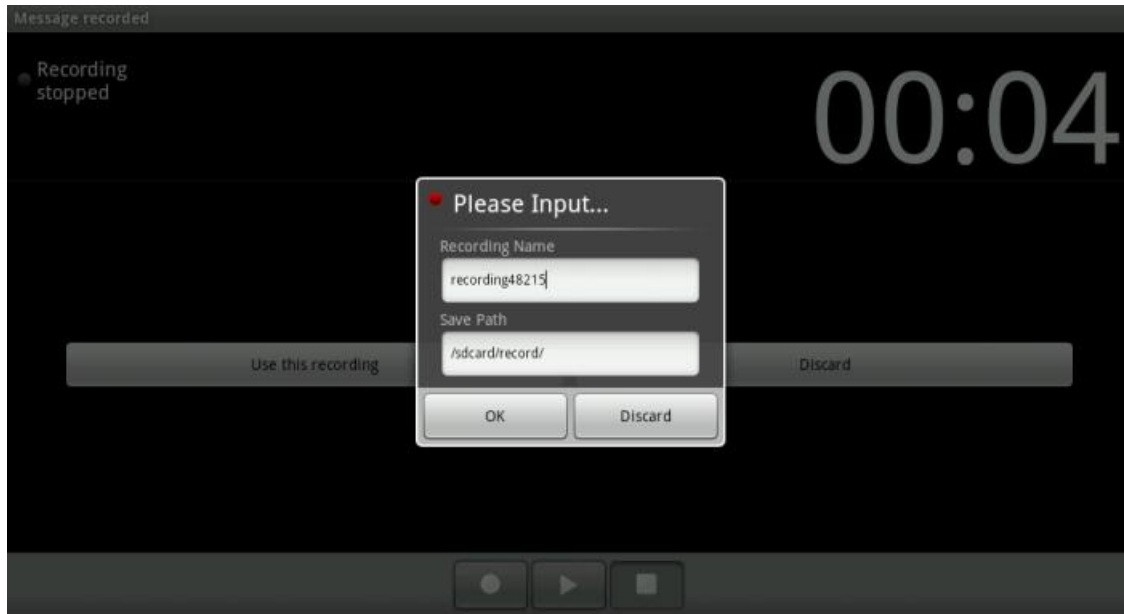 Message recorded
Recording
stopped
00:04
Please Input...
Recording Name
recording48215
Save Path
/sdcard/record/
Use this recording
Discard
OK
Discard